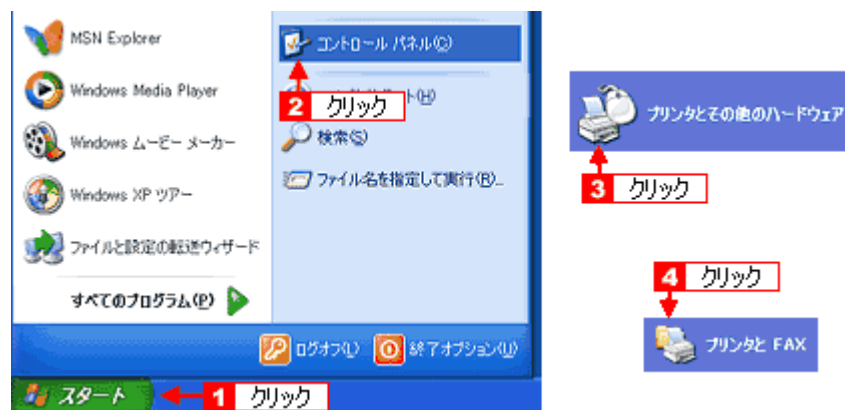 MSN Explorer
Windows Media Player
Windows ムービー メーカー
Windows XP ツアー
ファイルと設定の転送ウィザード
すべてのプログラム(P)
コントロール パネル(C)
2 クリック
ト(H)
検索(S)
ファイル名を指定して実行(R)...
ログオフ(L)
終了オプション(U)
スタート
1 クリック
プリンタとその他のハードウェア
3 クリック
4 クリック
プリンタと FAX